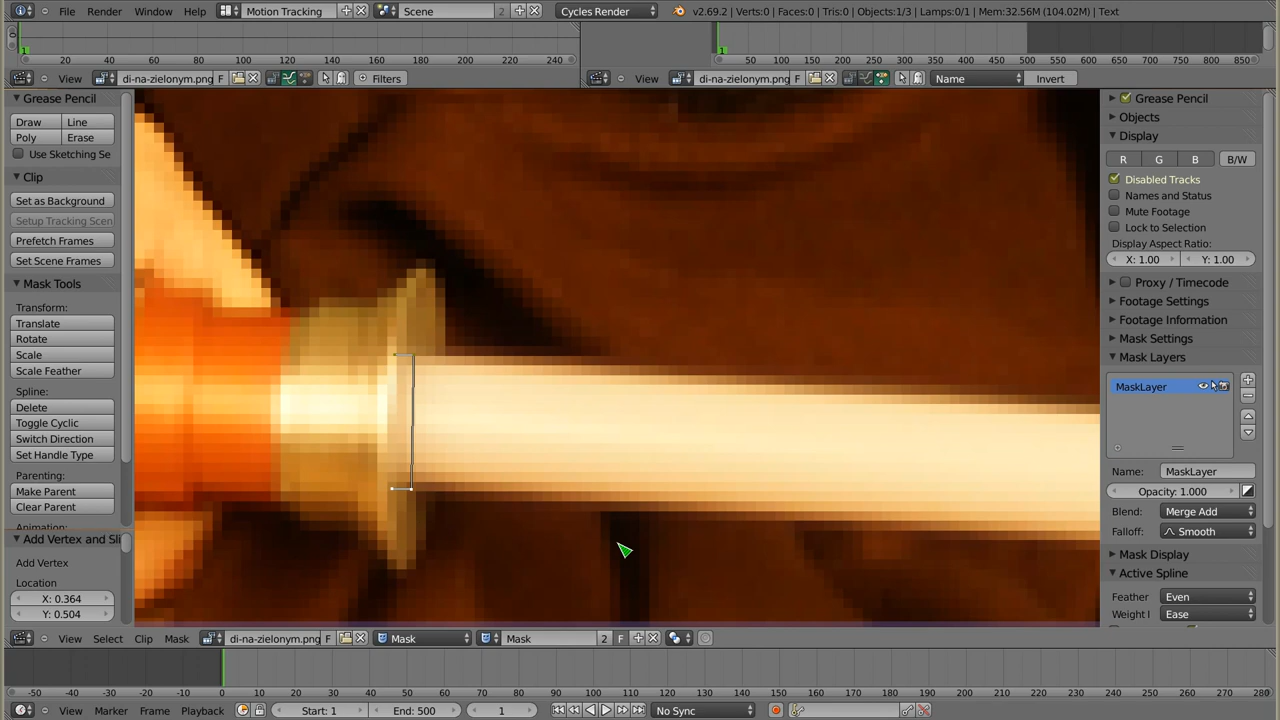 File Render Window Help Motion Tracking Scene 2 Cycles Render v2.69.2 | Verts:0 | Faces:0 | Tris:0 | Objects:1/3 | Lamps:0/1 | Mem:32.56M (104.02M) | Text
20 40 60 80 100 120 140 160 180 200 220 240 50 100 150 200 250 300 350 400 450 500 550 600 650 700 750 800 850
1 1
View di-na-zielonym.png F Filters View di-na-zielonym.png F Name Invert
Grease Pencil
Draw Line
Poly Erase
Use Sketching Se
Clip
Set as Background
Setup Tracking Scen
Prefetch Frames
Set Scene Frames
Mask Tools
Transform:
Translate
Rotate
Scale
Scale Feather
Spline:
Delete
Toggle Cyclic
Switch Direction
Set Handle Type
Parenting:
Make Parent
Clear Parent
Animation:
Add Vertex and Sli
Add Vertex
Location
X: 0.364
Y: 0.504
Grease Pencil
Objects
Display
R G B B/W
Disabled Tracks
Names and Status
Mute Footage
Lock to Selection
Display Aspect Ratio:
X: 1.00 Y: 1.00
Proxy / Timecode
Footage Settings
Footage Information
Mask Settings
Mask Layers
MaskLayer
Name: MaskLayer
Opacity: 1.000
Blend: Merge Add
Falloff: Smooth
Mask Display
Active Spline
Feather Even
Weight I Ease
View Select Clip Mask di-na-zielonym.png F Mask Mask 2 F
-50 -40 -30 -20 -10 0 10 20 30 40 50 60 70 80 90 100 110 120 130 140 150 160 170 180 190 200 210 220 230 240 250 260 270 280
View Marker Frame Playback Start: 1 End: 500 1 No Sync